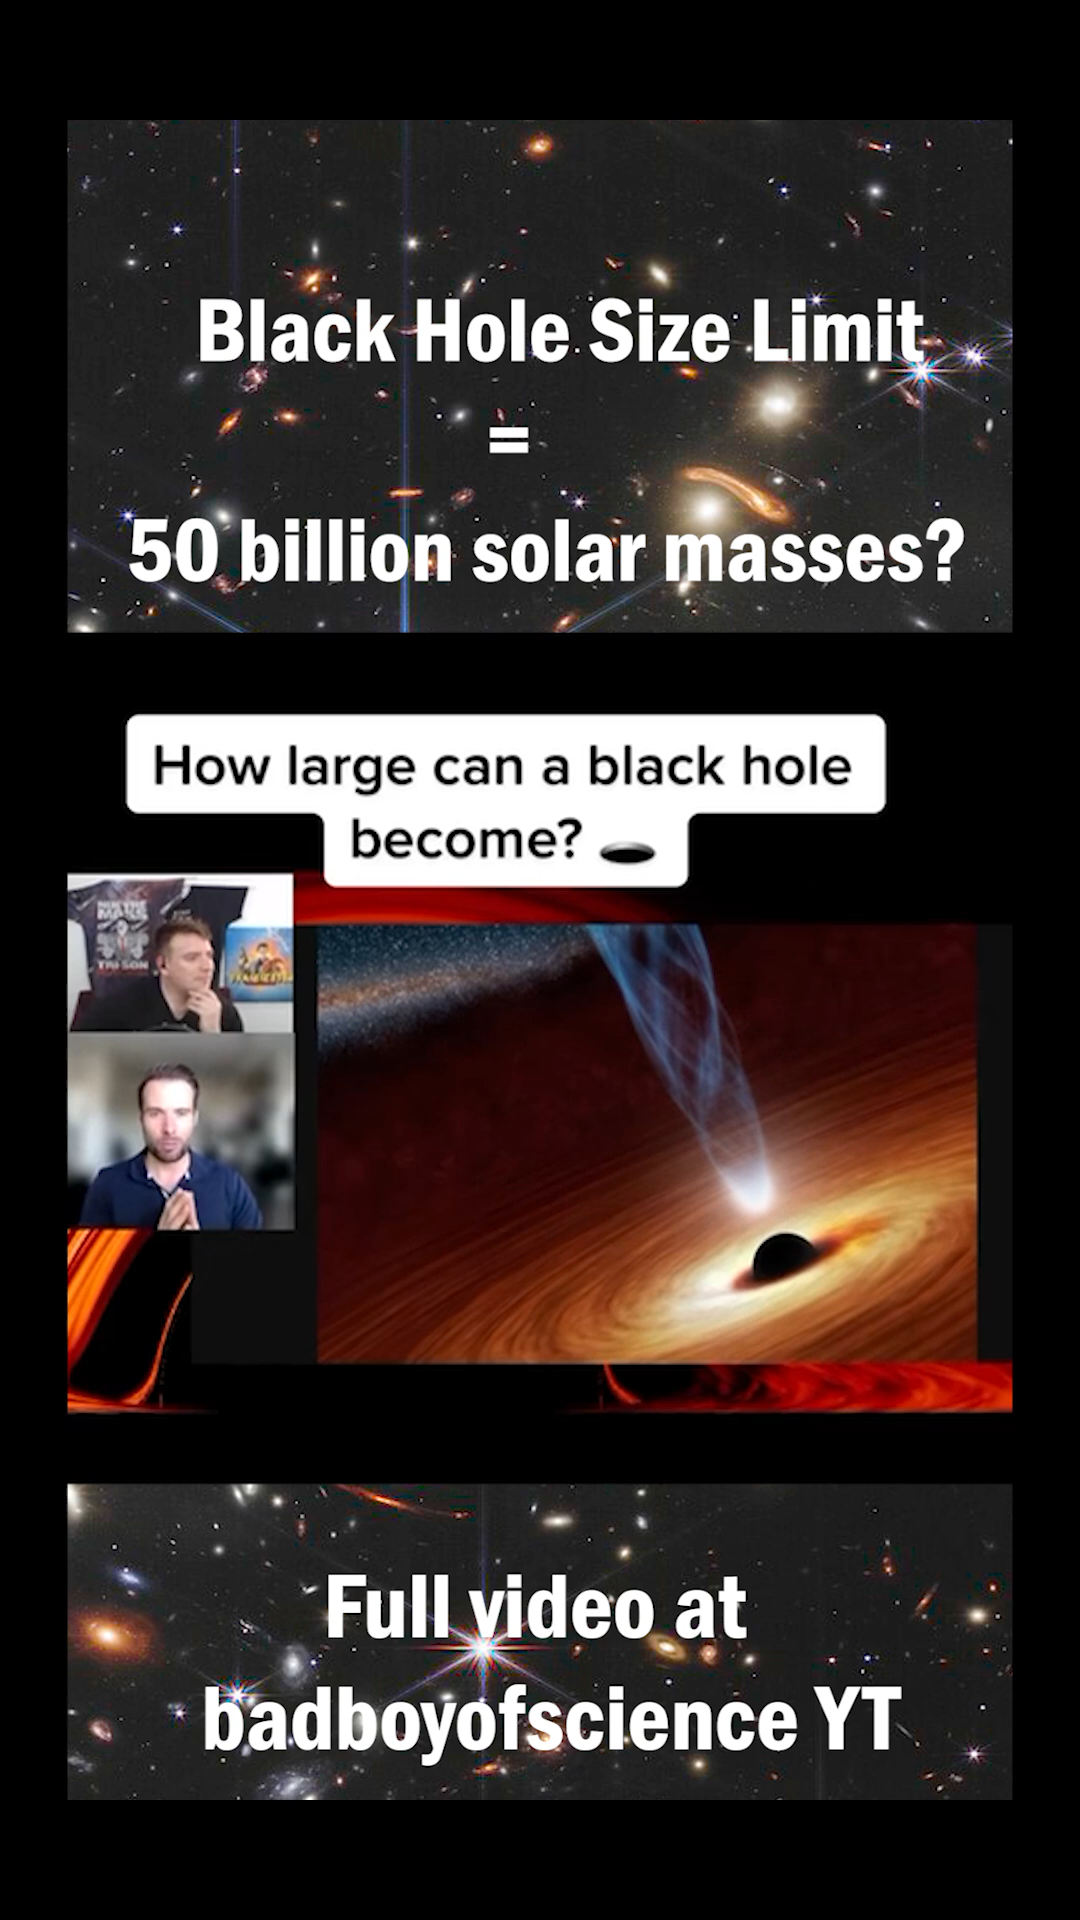 Black Hole Size Limit
=
50 billion solar masses?
How large can a black hole
become?
Full video at
badboyofscience YT